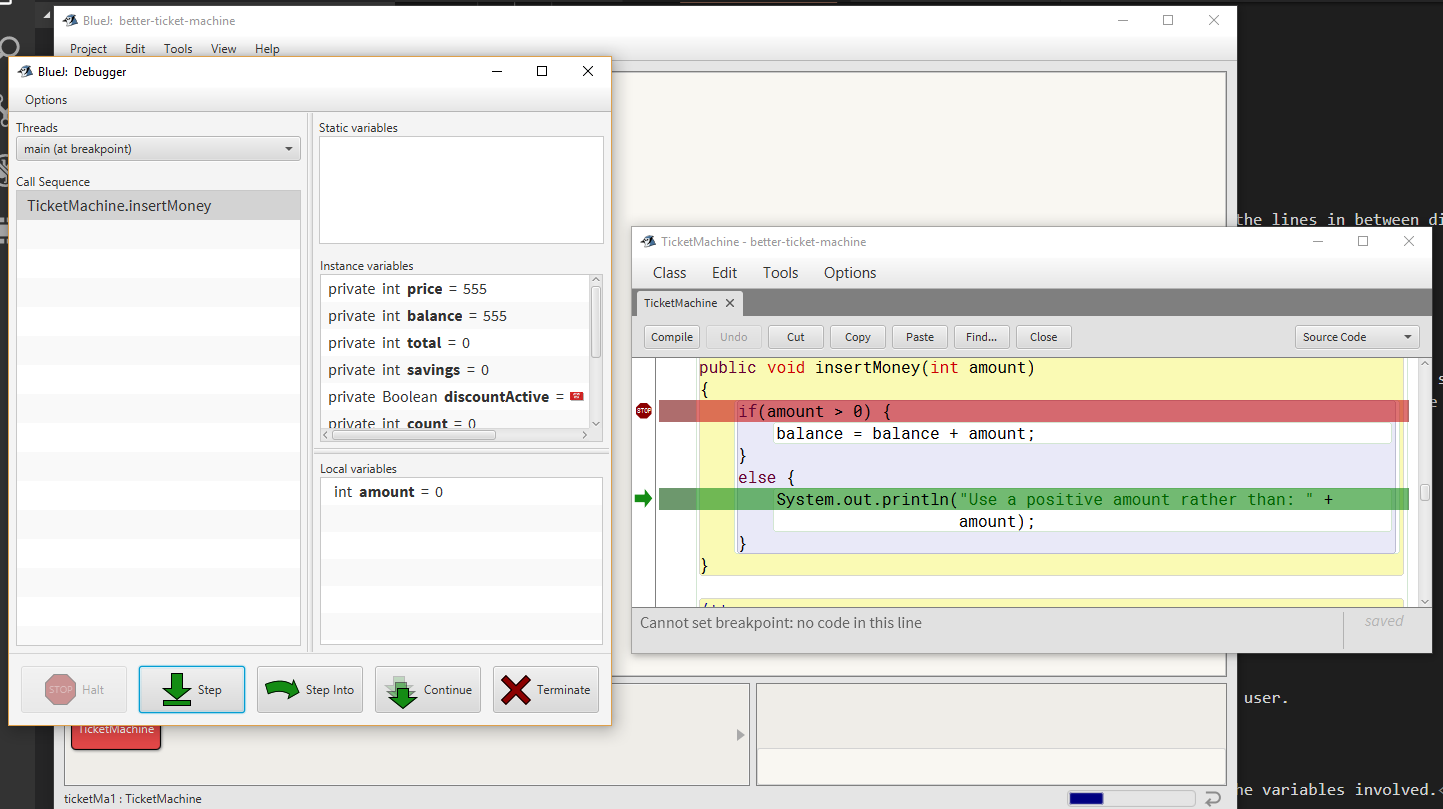 BlueJ: better-ticket-machine
Project Edit Tools View Help
BlueJ: Debugger
Options
Threads
main (at breakpoint)
Call Sequence
TicketMachine.insertMoney
Static variables
Instance variables
private int price = 555
private int balance = 555
private int total = 0
private int savings = 0
private Boolean discountActive =
private int count = 0
Local variables
int amount = 0
STOP Halt
Step
Step Into
Continue
Terminate
the lines in between di
TicketMachine - better-ticket-machine
Class Edit Tools Options
TicketMachine
Compile Undo Cut Copy Paste Find... Close Source Code
public void insertMoney(int amount)
{
STOP if(amount > 0) {
balance = balance + amount;
}
else {
System.out.println("Use a positive amount rather than: " +
amount);
}
}
/**
Cannot set breakpoint: no code in this line
saved
s
e
user.
he variables involved.<
TicketMachine
ticketMa1 : TicketMachine